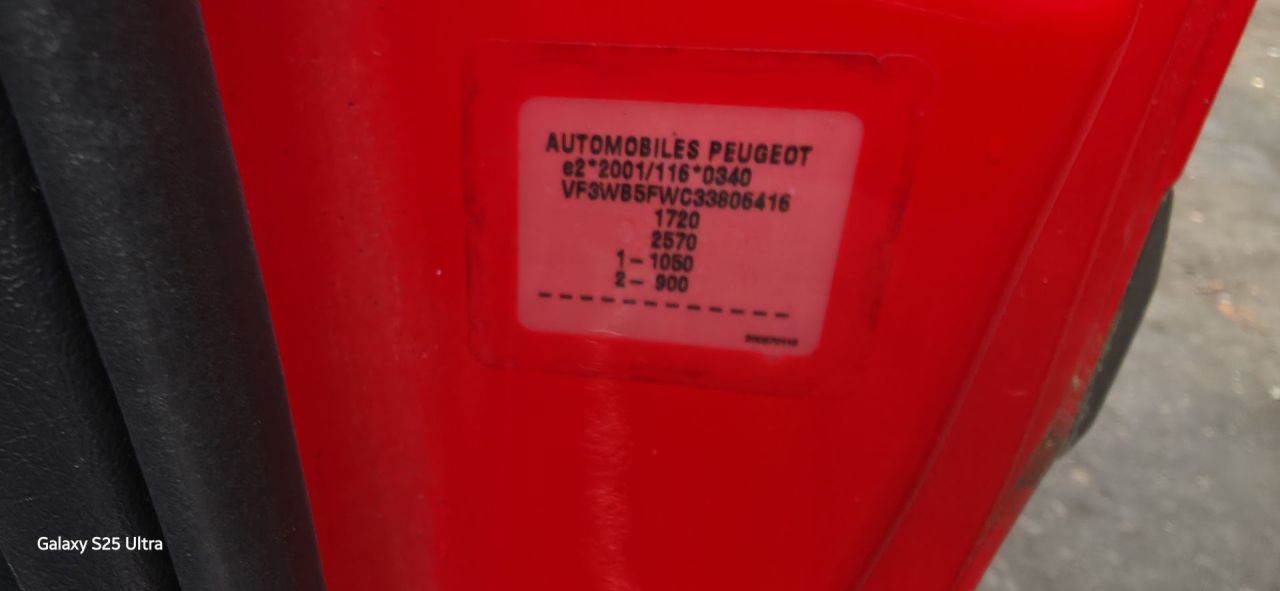 AUTOMOBILES PEUGEOT
e2*2001/116*0340
VF3WB5FWC33806416
1720
2570
1- 1050
2- 900
------------
Galaxy S25 Ultra